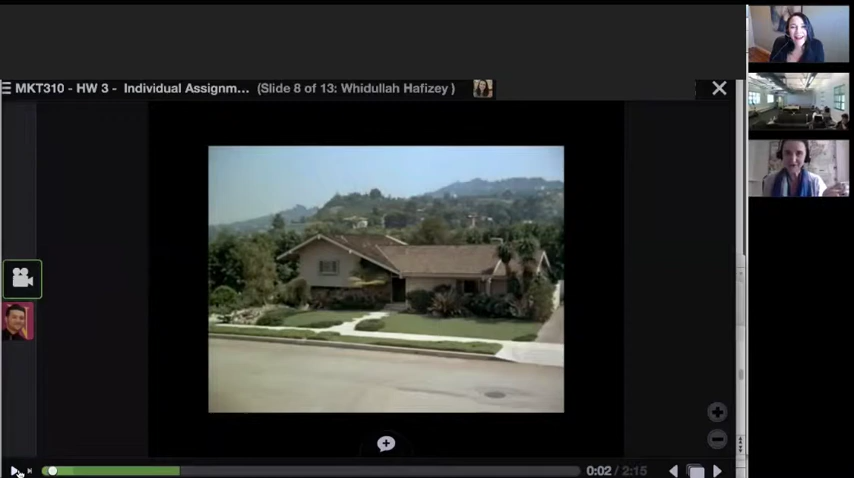 MKT310 - HW 3 - Individual Assignm... (Slide 8 of 13: Whidullah Hafizey )
0:02 / 2:15